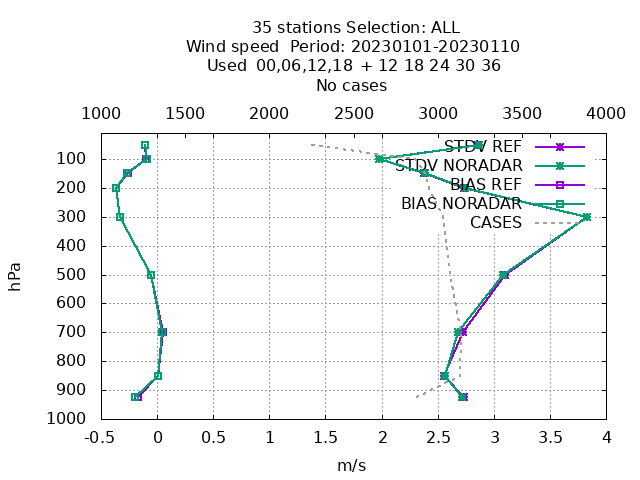 35 stations Selection: ALL
Wind speed  Period: 20230101-20230110
Used  00,06,12,18  + 12 18 24 30 36
No cases
1000 1500 2000 2500 3000 3500 4000
STDV REF
100
STDV NORADAR
BIAS REF
200
BIAS NORADAR
300
CASES
400
hPa
500
600
700
800
900
1000
-0.5 0 0.5 1 1.5 2 2.5 3 3.5 4
m/s